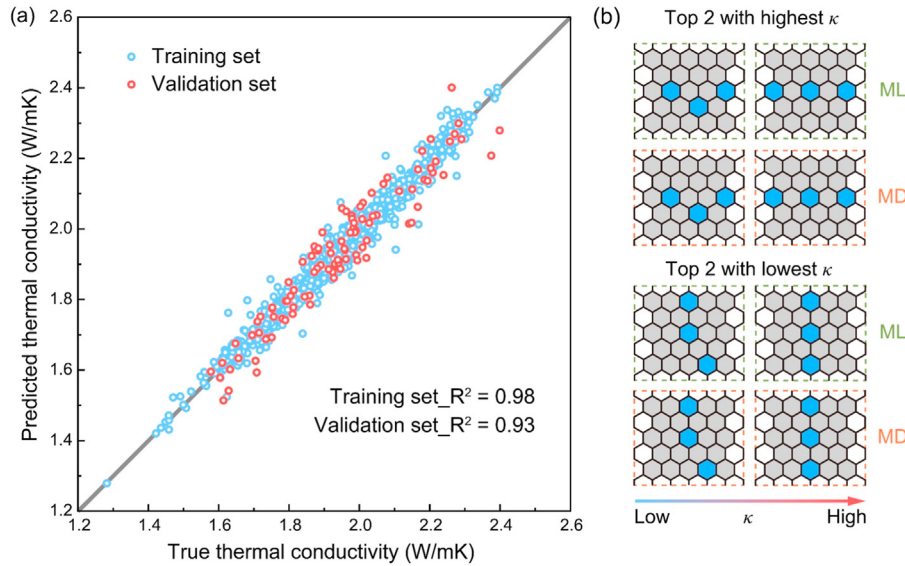 (a)
Predicted thermal conductivity (W/mK)
2.6
2.4
2.2
2.0
1.8
1.6
1.4
1.2
Training set
Validation set
Training set_R² = 0.98
Validation set_R² = 0.93
1.2 1.4 1.6 1.8 2.0 2.2 2.4 2.6
True thermal conductivity (W/mK)
(b)
Top 2 with highest κ
ML
MD
Top 2 with lowest κ
ML
MD
Low κ High